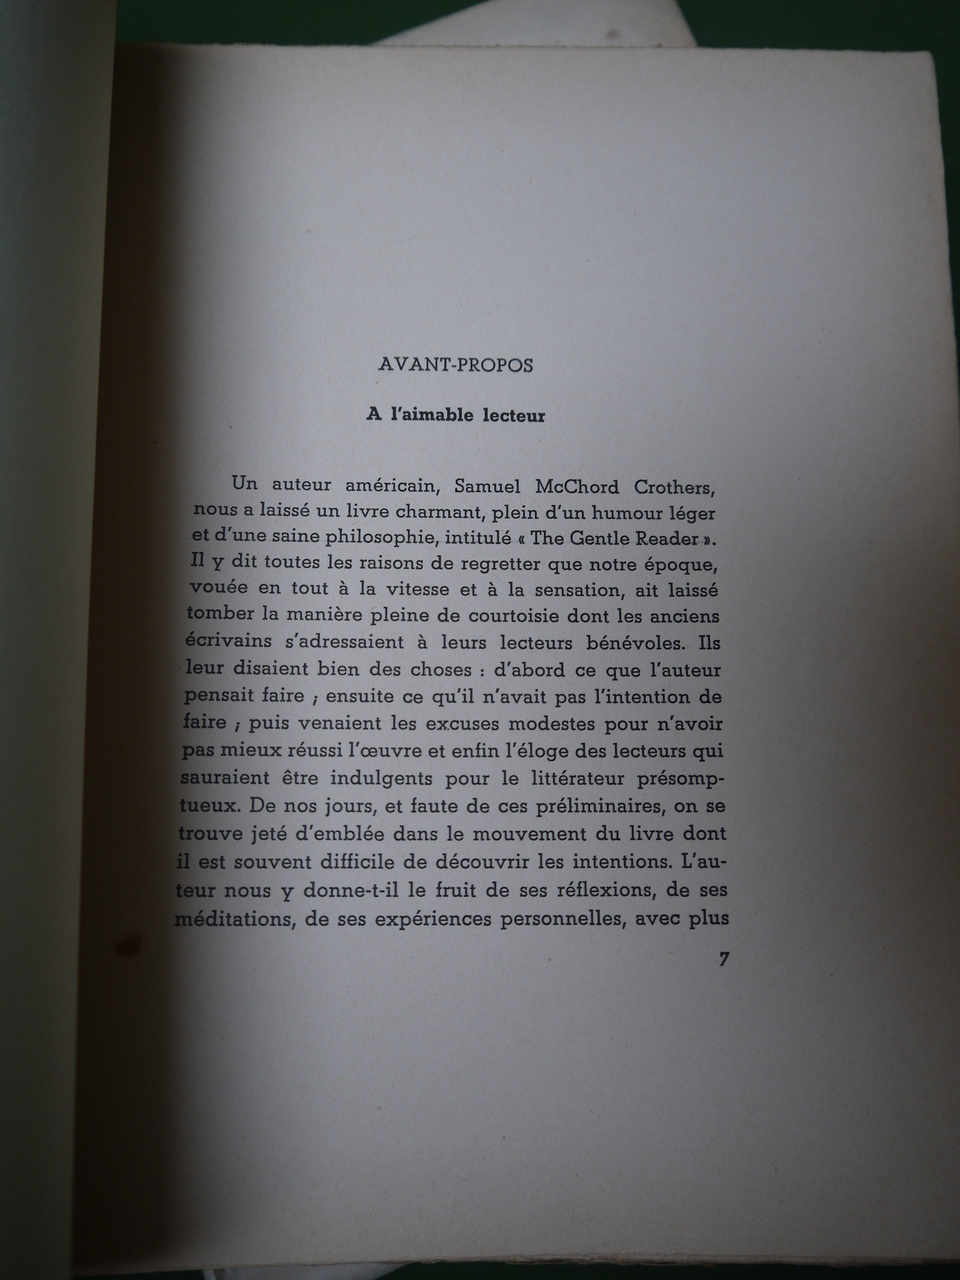 AVANT-PROPOS
A l'aimable lecteur
Un auteur américain, Samuel McChord Crothers,
nous a laissé un livre charmant, plein d'un humour léger
et d'une saine philosophie, intitulé « The Gentle Reader ».
Il y dit toutes les raisons de regretter que notre époque,
vouée en tout à la vitesse et à la sensation, ait laissé
tomber la manière pleine de courtoisie dont les anciens
écrivains s'adressaient à leurs lecteurs bénévoles. Ils
leur disaient bien des choses : d'abord ce que l'auteur
pensait faire ; ensuite ce qu'il n'avait pas l'intention de
faire ; puis venaient les excuses modestes pour n'avoir
pas mieux réussi l'œuvre et enfin l'éloge des lecteurs qui
sauraient être indulgents pour le littérateur présomp-
tueux. De nos jours, et faute de ces préliminaires, on se
trouve jeté d'emblée dans le mouvement du livre dont
il est souvent difficile de découvrir les intentions. L'au-
teur nous y donne-t-il le fruit de ses réflexions, de ses
méditations, de ses expériences personnelles, avec plus
7